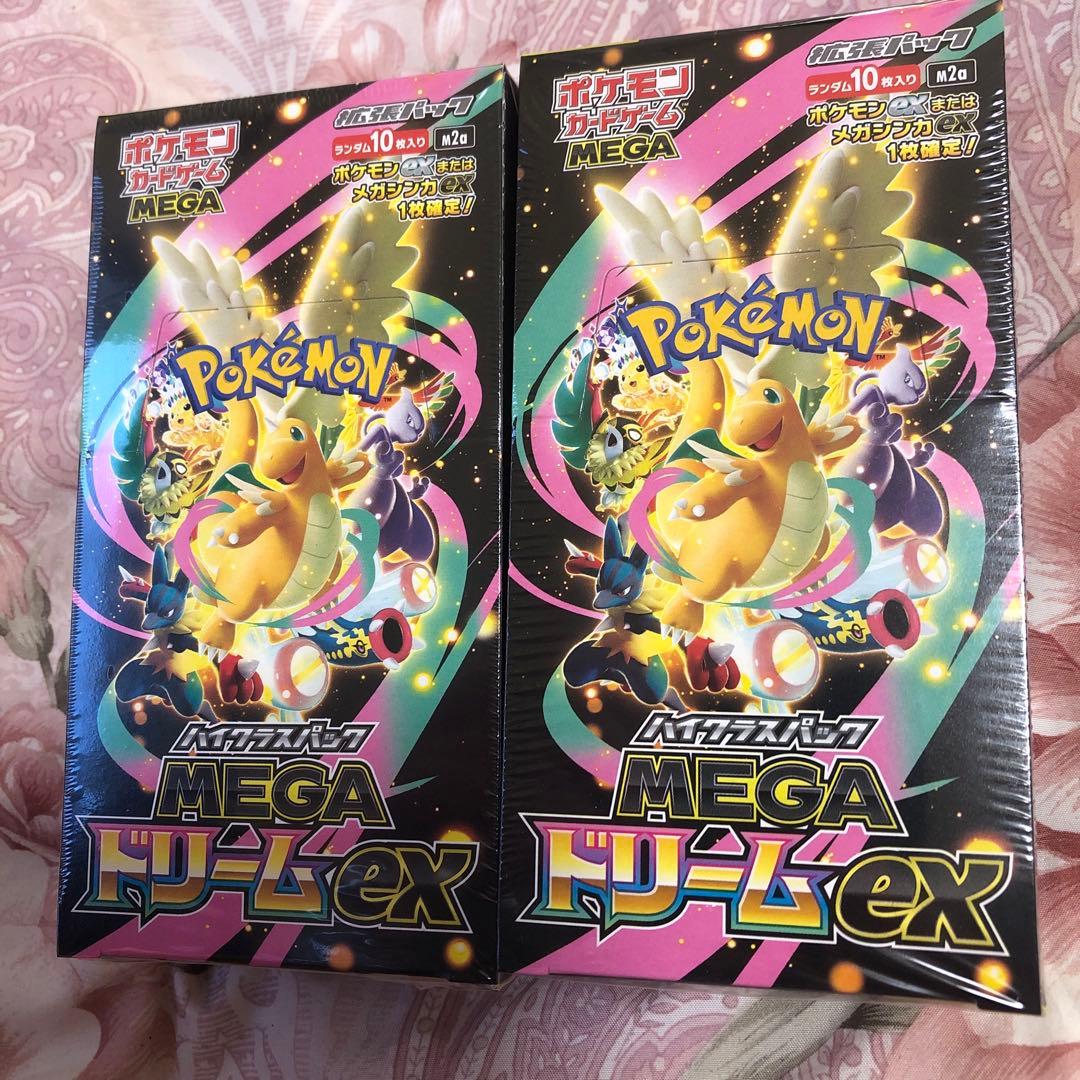 拡張パック
ポケモン
カードゲーム™
MEGA
ランダム10枚入り
M2a
ポケモンexまたは
メガシンカex
1枚確定!
POKéMON™
ハイクラスパック
MEGA
ドリームex
拡張パック
ポケモン
カードゲーム™
MEGA
ランダム10枚入り
M2a
ポケモンexまたは
メガシンカex
1枚確定!
POKéMON™
ハイクラスパック
MEGA
ドリームex